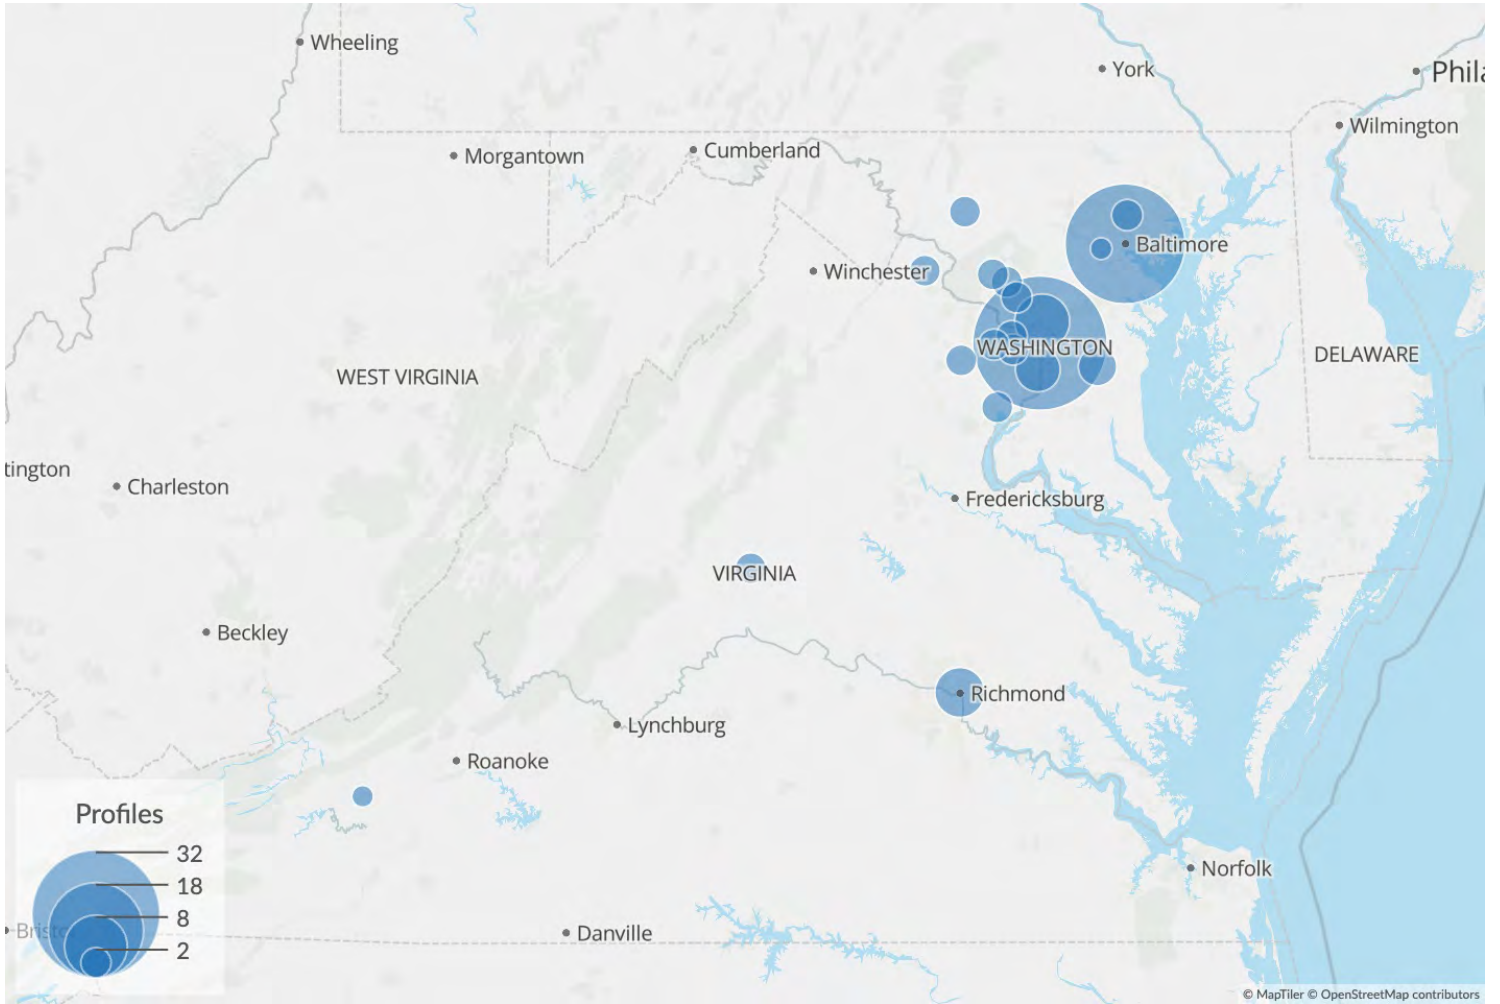 Wheeling
York
Phila
Wilmington
Morgantown
Cumberland
Baltimore
Winchester
WASHINGTON
DELAWARE
WEST VIRGINIA
tington
Charleston
Fredericksburg
VIRGINIA
Beckley
Richmond
Lynchburg
Roanoke
Profiles
32
18
8
2
Norfolk
Bristo
Danville
© MapTiler © OpenStreetMap contributors